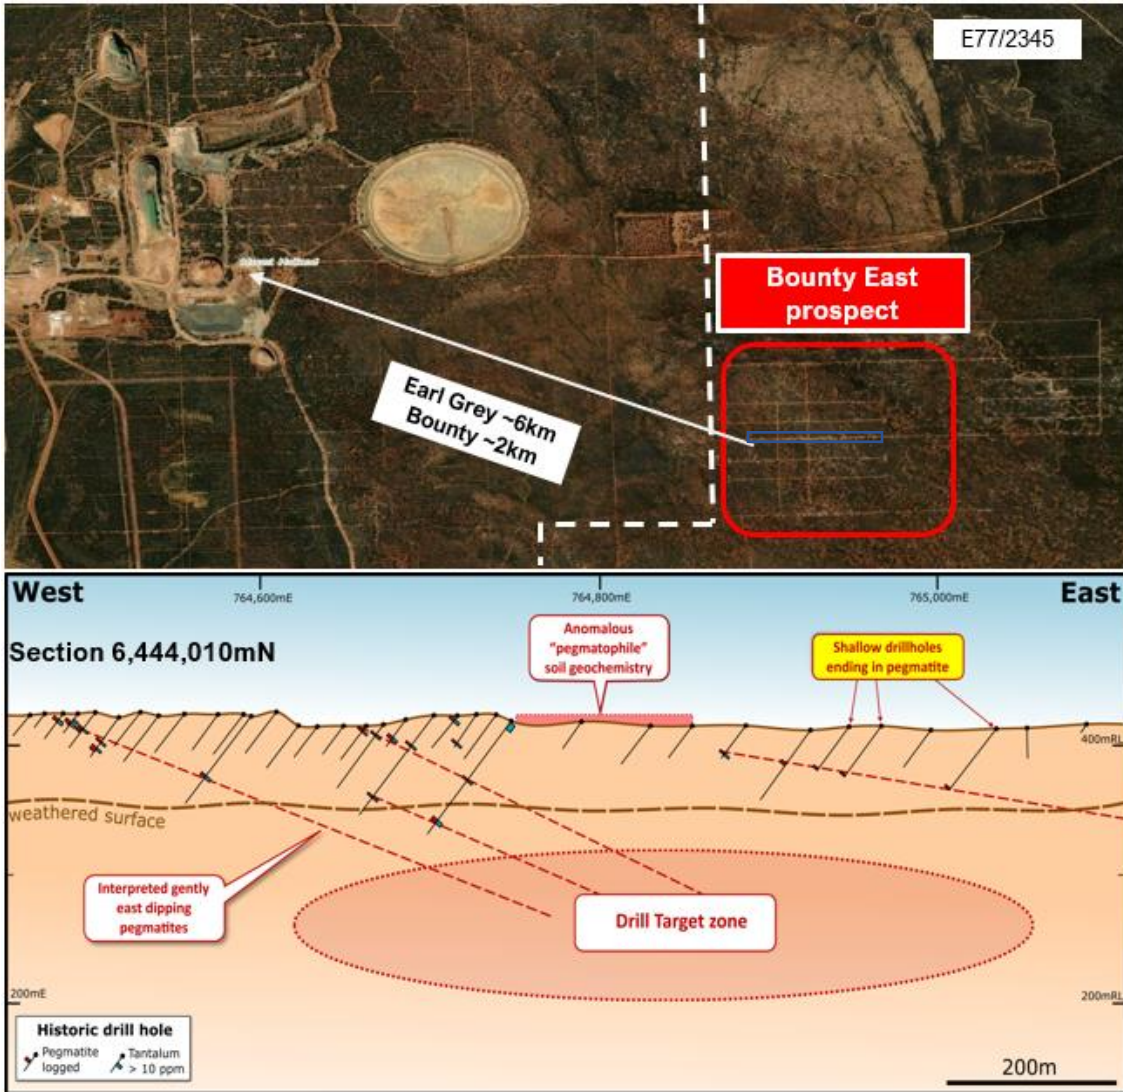 E77/2345
Mount Holland
Bounty East
prospect
Earl Grey ~6km
Bounty ~2km
West
764,600mE
764,800mE
765,000mE
East
Section 6,444,010mN
Anomalous
"pegmatophile"
soil geochemistry
Shallow drillholes
ending in pegmatite
400mRL
weathered surface
Interpreted gently
east dipping
pegmatites
Drill Target zone
200mE
200mRL
Historic drill hole
Pegmatite
logged
Tantalum
> 10 ppm
200m